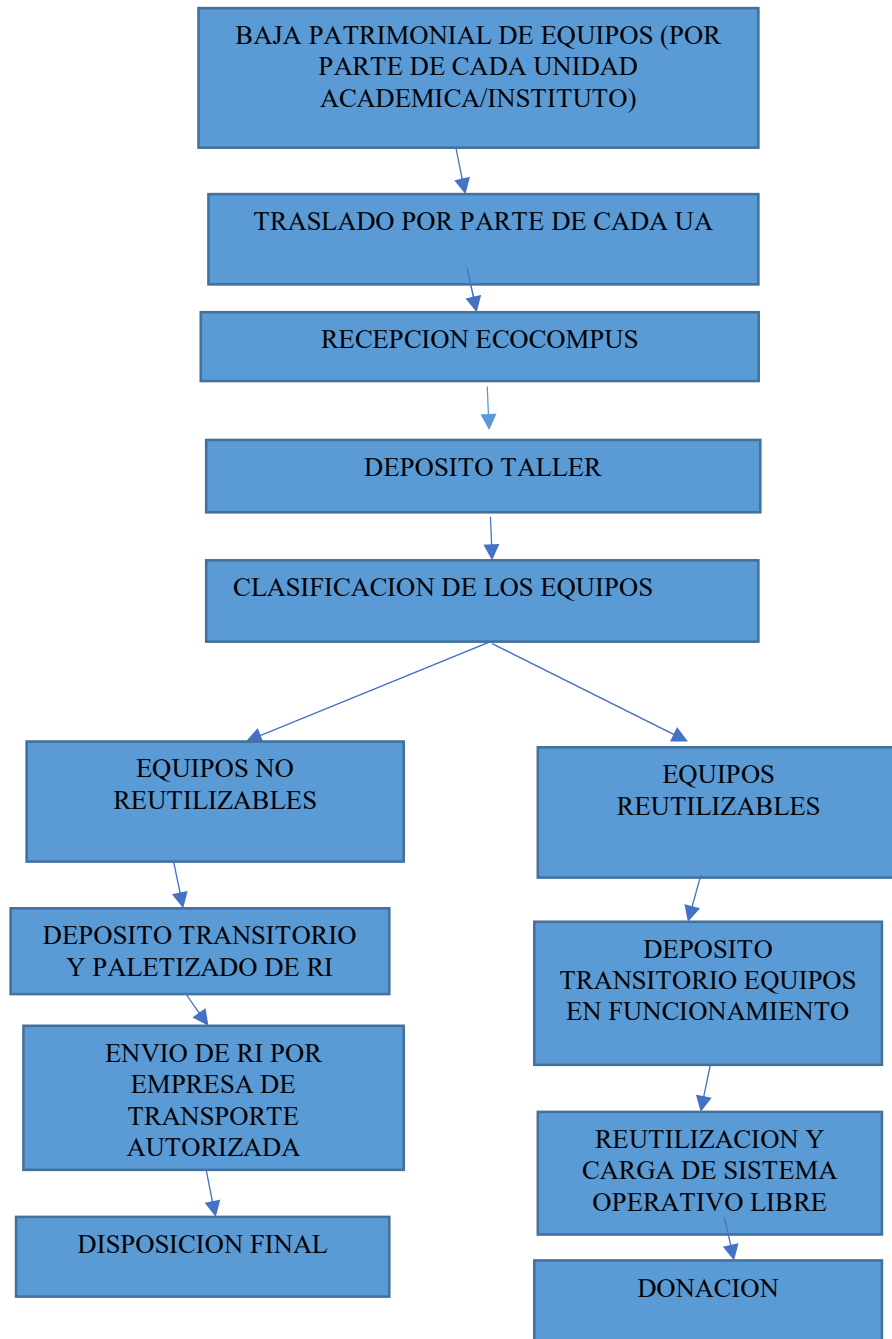 BAJA PATRIMONIAL DE EQUIPOS (POR
PARTE DE CADA UNIDAD
ACADEMICA/INSTITUTO)
TRASLADO POR PARTE DE CADA UA
RECEPCION ECOCOMPUS
DEPOSITO TALLER
CLASIFICACION DE LOS EQUIPOS
EQUIPOS NO
REUTILIZABLES
DEPOSITO TRANSITORIO
Y PALETIZADO DE RI
ENVIO DE RI POR
EMPRESA DE
TRANSPORTE
AUTORIZADA
DISPOSICION FINAL
EQUIPOS
REUTILIZABLES
DEPOSITO
TRANSITORIO EQUIPOS
EN FUNCIONAMIENTO
REUTILIZACION Y
CARGA DE SISTEMA
OPERATIVO LIBRE
DONACION